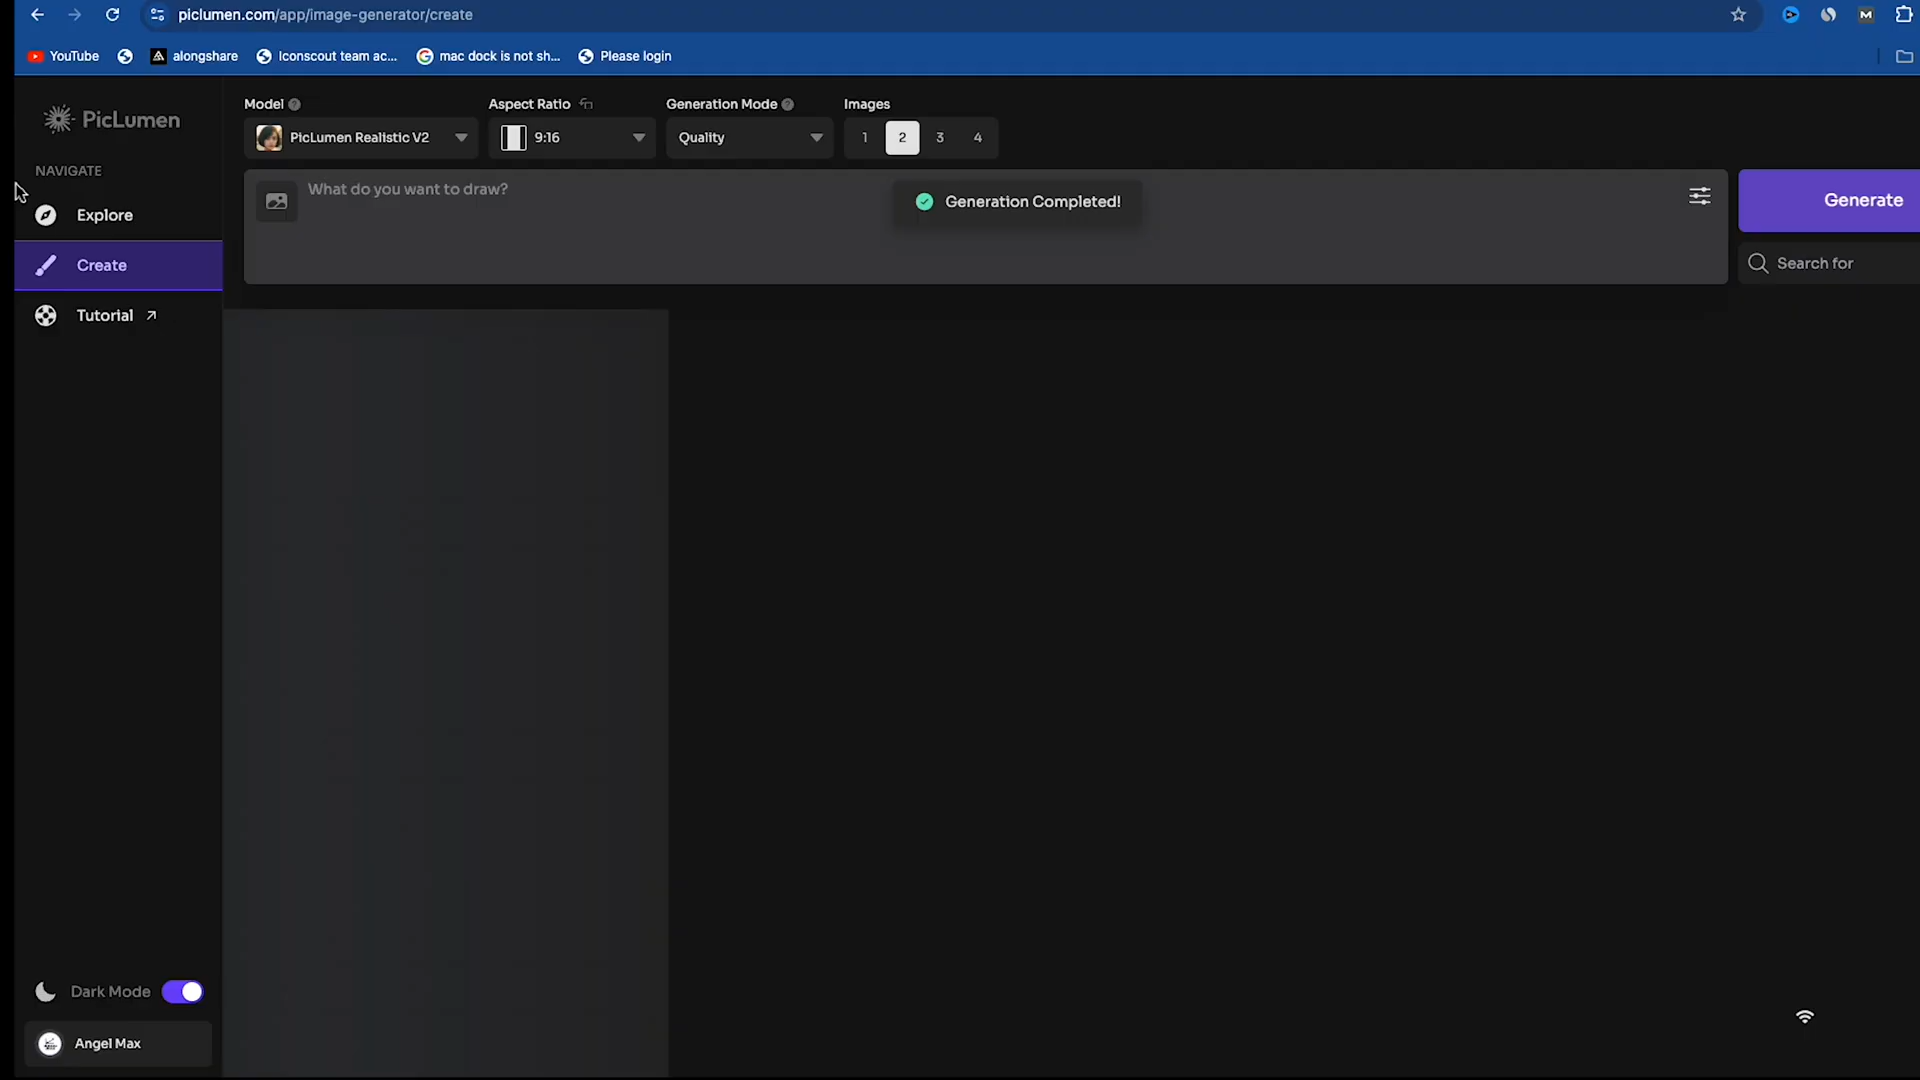 piclumen.com/app/image-generator/create
YouTube
alongshare
Iconscout team ac...
mac dock is not sh...
Please login
PicLumen
NAVIGATE
Explore
Create
Tutorial
Model
Aspect Ratio
Generation Mode
Images
PicLumen Realistic V2
9:16
Quality
1 2 3 4
What do you want to draw?
Generation Completed!
Generate
Search for
Dark Mode
Angel Max